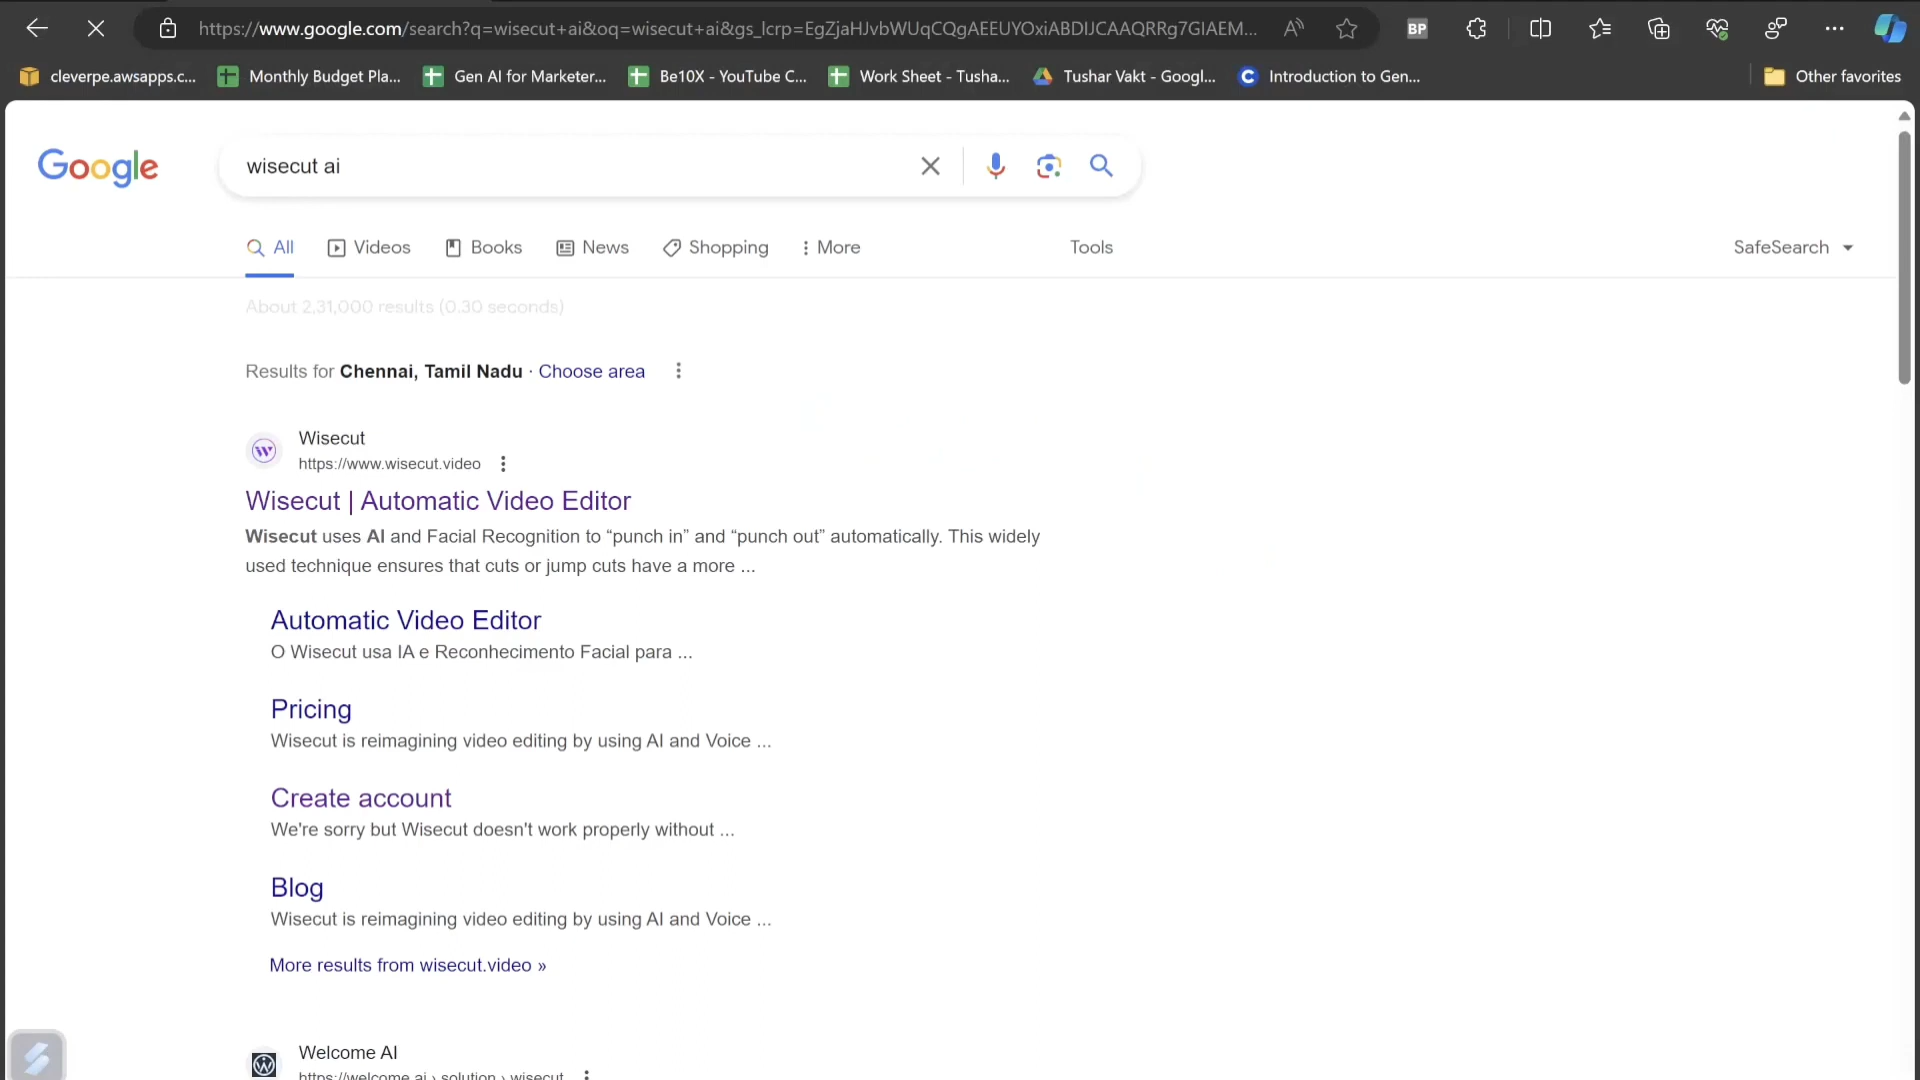 https://www.google.com/search?q=wisecut+ai&oq=wisecut+ai&gs_lcrp=EgZjaHJvbWUqCQgAEEUYOxiABDIJCAAQRRg7GIAEM...
BP
cleverpe.awsapps.c... Monthly Budget Pla... Gen AI for Marketer... Be10X - YouTube C... Work Sheet - Tusha... Tushar Vakt - Googl... Introduction to Gen... Other favorites
Google
wisecut ai
All Videos Books News Shopping More Tools SafeSearch
About 2,31,000 results (0.30 seconds)
Results for Chennai, Tamil Nadu · Choose area
Wisecut
https://www.wisecut.video
Wisecut | Automatic Video Editor
Wisecut uses AI and Facial Recognition to “punch in” and “punch out” automatically. This widely
used technique ensures that cuts or jump cuts have a more ...
Automatic Video Editor
O Wisecut usa IA e Reconhecimento Facial para ...
Pricing
Wisecut is reimagining video editing by using AI and Voice ...
Create account
We're sorry but Wisecut doesn't work properly without ...
Blog
Wisecut is reimagining video editing by using AI and Voice ...
More results from wisecut.video »
Welcome AI
https://welcome.ai › solution › wisecut